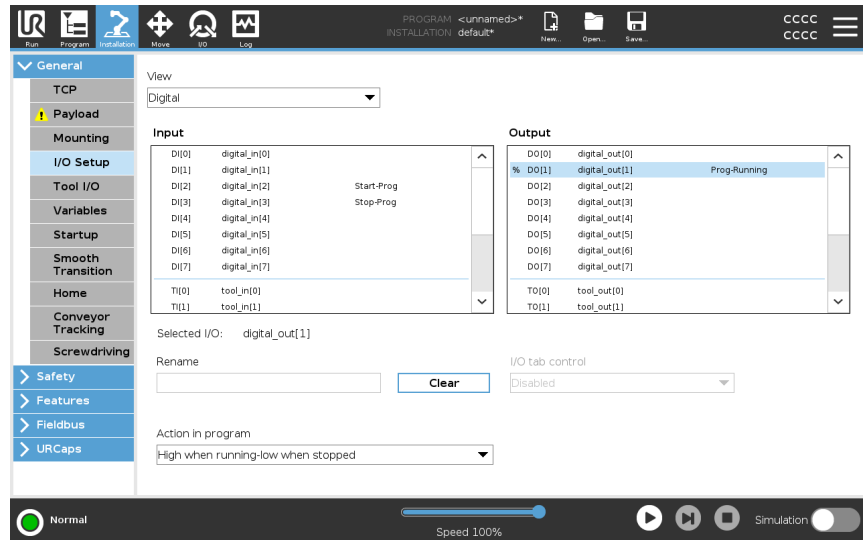 UR
PROGRAM <unnamed>*
INSTALLATION default*
CCCC
CCCC
Run Program Installation Move I/O Log New... Open... Save...
General
TCP
Payload
Mounting
I/O Setup
Tool I/O
Variables
Startup
Smooth
Transition
Home
Conveyor
Tracking
Screwdriving
Safety
Features
Fieldbus
URCaps
View
Digital
Input
DI[0] digital_in[0]
DI[1] digital_in[1]
DI[2] digital_in[2] Start-Prog
DI[3] digital_in[3] Stop-Prog
DI[4] digital_in[4]
DI[5] digital_in[5]
DI[6] digital_in[6]
DI[7] digital_in[7]
TI[0] tool_in[0]
TI[1] tool_in[1]
Output
DO[0] digital_out[0]
% DO[1] digital_out[1] Prog-Running
DO[2] digital_out[2]
DO[3] digital_out[3]
DO[4] digital_out[4]
DO[5] digital_out[5]
DO[6] digital_out[6]
DO[7] digital_out[7]
TO[0] tool_out[0]
TO[1] tool_out[1]
Selected I/O: digital_out[1]
Rename
Clear
I/O tab control
Disabled
Action in program
High when running-low when stopped
Normal
Speed 100%
Simulation